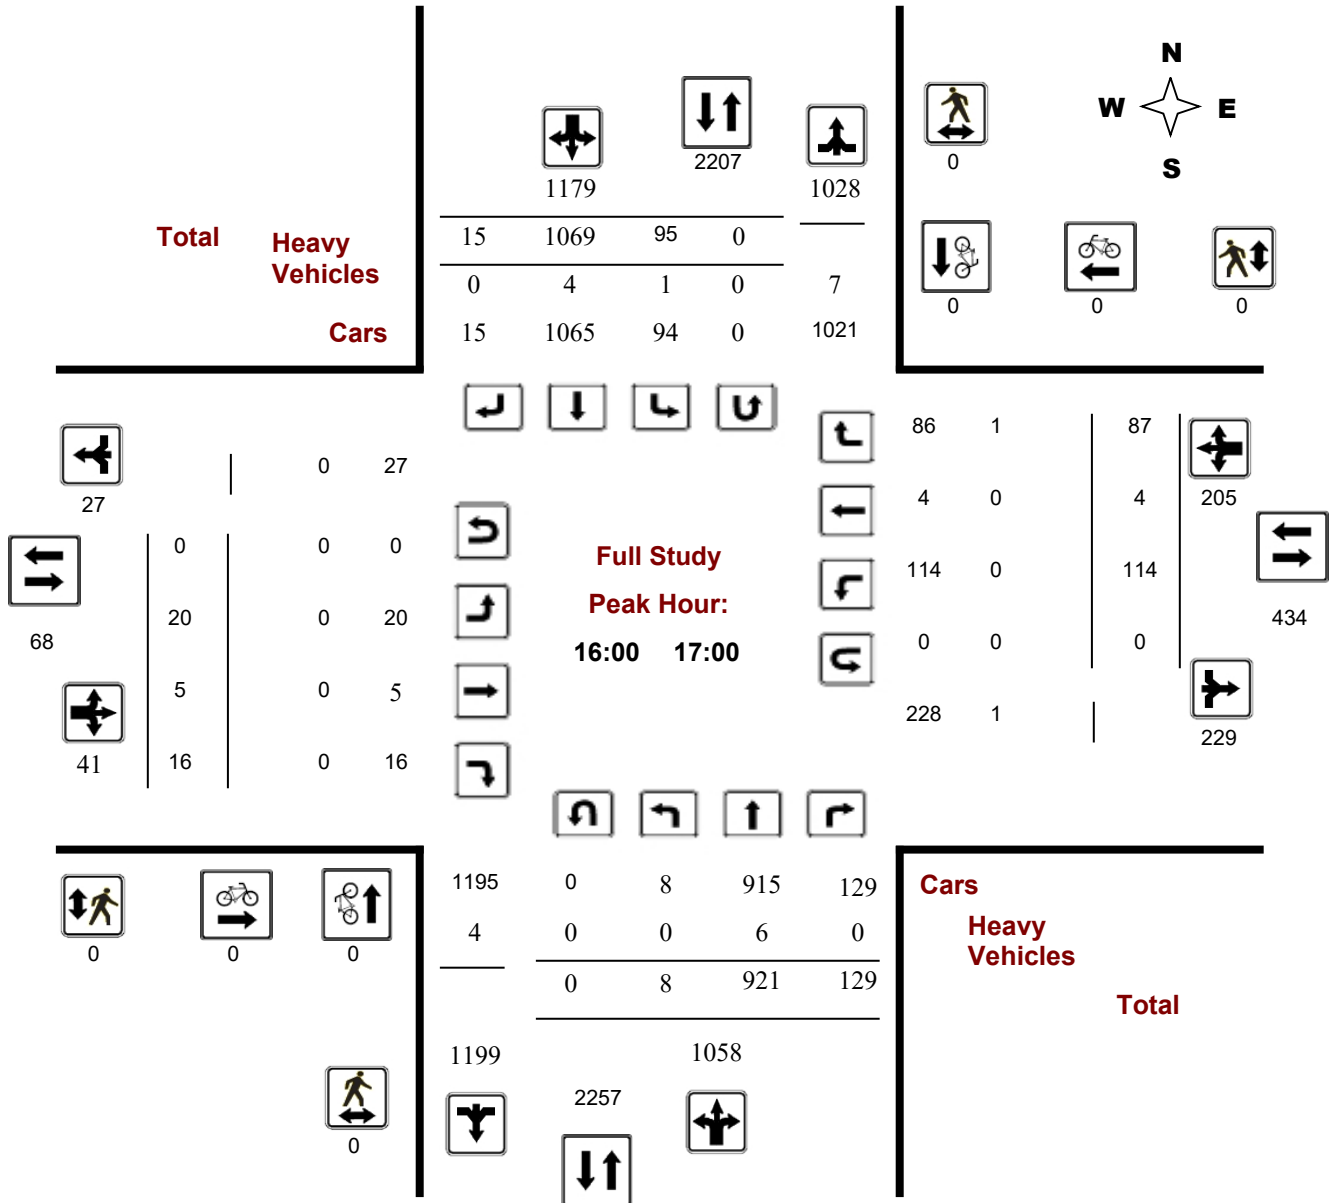 N
W E
S
2207
0
1179 1028
Total Heavy
Vehicles
Cars
15 1069 95 0
0 4 1 0 7
15 1065 94 0 1021
0 0 0
27
0 27
0 0 0
20 0 20
68
5 0 5
41
16 0 16
Full Study
Peak Hour:
16:00 17:00
86 1 87
205
4 0 4
114 0 114
434
0 0 0
228 1
229
0 0 0
1195 0 8 915 129
4 0 0 6 0
0 8 921 129
1199 1058
2257
0
Cars
Heavy
Vehicles
Total